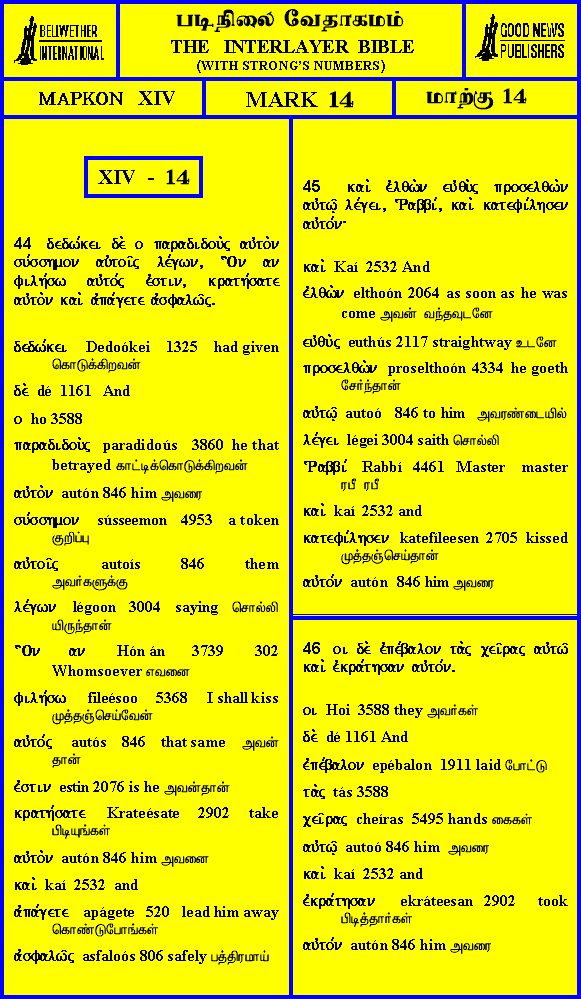 BELLWETHER
INTERNATIONAL
படிநிலை வேதாகமம்
THE INTERLAYER BIBLE
(WITH STRONG'S NUMBERS)
GOOD NEWS
PUBLISHERS
ΜΑΡΚΟΝ XIV
MARK 14
மாற்கு 14
XIV - 14
44 δεδώκει δὲ ο παραδιδοὺς αὐτὸν
σύσσημον αὐτοῖς λέγων, Ὃν αν
φιλήσω αὐτός ἐστιν, κρατήσατε
αὐτὸν καὶ ἀπάγετε ἀσφαλῶς.
δεδώκει Dedoókei 1325 had given
கொடுக்கிறவன்
δὲ dé 1161 And
ο ho 3588
παραδιδοὺς paradidoús 3860 he that
betrayed காட்டிக்கொடுக்கிறவன்
αὐτὸν autón 846 him அவரை
σύσσημον sússeemon 4953 a token
குறிப்பு
αὐτοῖς autoís 846 them
அவர்களுக்கு
λέγων légoon 3004 saying சொல்லி
யிருந்தான்
Ὃν αν Hón án 3739 302
Whomsoever எவனை
φιλήσω fileésoo 5368 I shall kiss
முத்தஞ்செய்வேன்
αὐτός autós 846 that same அவன்
தான்
ἐστιν estin 2076 is he அவன்தான்
κρατήσατε Krateésate 2902 take
பிடியுங்கள்
αὐτὸν autón 846 him அவனை
καὶ kaí 2532 and
ἀπάγετε apágete 520 lead him away
கொண்டுபோங்கள்
ἀσφαλῶς asfaloós 806 safely பத்திரமாய்
45 καὶ ἐλθὼν εὐθὺς προσελθὼν
αὐτῷ λέγει, Ῥαββί, καὶ κατεφίλησεν
αὐτόν·
καὶ Kaí 2532 And
ἐλθὼν elthoón 2064 as soon as he was
come அவன் வந்தவுடனே
εὐθὺς euthús 2117 straightway உடனே
προσελθὼν proselthoón 4334 he goeth
சேர்ந்தான்
αὐτῷ autoó 846 to him அவரண்டையில்
λέγει légei 3004 saith சொல்லி
Ῥαββί Rabbí 4461 Master master
ரபீ ரபீ
καὶ kaí 2532 and
κατεφίλησεν katefíleesen 2705 kissed
முத்தஞ்செய்தான்
αὐτόν autón 846 him அவரை
46 οι δὲ ἐπέβαλον τὰς χεῖρας αὐτῷ
καὶ ἐκράτησαν αὐτόν.
οι Hoi 3588 they அவர்கள்
δὲ dé 1161 And
ἐπέβαλον epébalon 1911 laid போட்டு
τὰς tás 3588
χεῖρας cheíras 5495 hands கைகள்
αὐτῷ autoó 846 him அவரை
καὶ kaí 2532 and
ἐκράτησαν ekráteesan 2902 took
பிடித்தார்கள்
αὐτόν autón 846 him அவரை